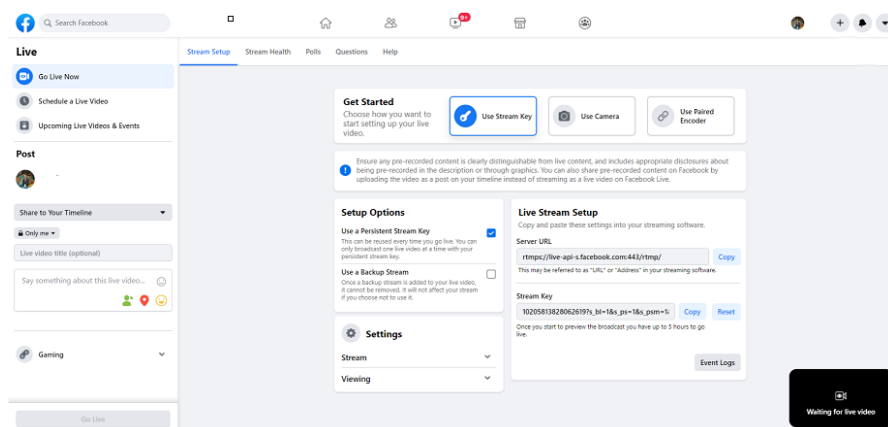 Search Facebook
9+
Live
Go Live Now
Schedule a Live Video
Upcoming Live Videos & Events
Post
Share to Your Timeline
Only me
Live video title (optional)
Say something about this live video...
Gaming
Go Live
Stream Setup Stream Health Polls Questions Help
Get Started
Choose how you want to
start setting up your live
video.
Use Stream Key
Use Camera
Use Paired
Encoder
Ensure any pre-recorded content is clearly distinguishable from live content, and includes appropriate disclosures about
being pre-recorded in the description or through graphics. You can also share pre-recorded content on Facebook by
uploading the video as a post on your timeline instead of streaming as a live video on Facebook Live.
Setup Options
Use a Persistent Stream Key
This can be reused every time you go live. You can
only broadcast one live video at a time with your
persistent stream key.
Use a Backup Stream
Once a backup stream is added to your live video,
it cannot be removed. It will not affect your stream
if you choose not to use it.
Settings
Stream
Viewing
Live Stream Setup
Copy and paste these settings into your streaming software.
Server URL
rtmps://live-api-s.facebook.com:443/rtmp/ Copy
This may be referred to as "URL" or "Address" in your streaming software.
Stream Key
10205813828062619?s_bl=1&s_ps=1&s_psm=1& Copy Reset
Once you start to preview the broadcast you have up to 5 hours to go
live.
Event Logs
Waiting for live video